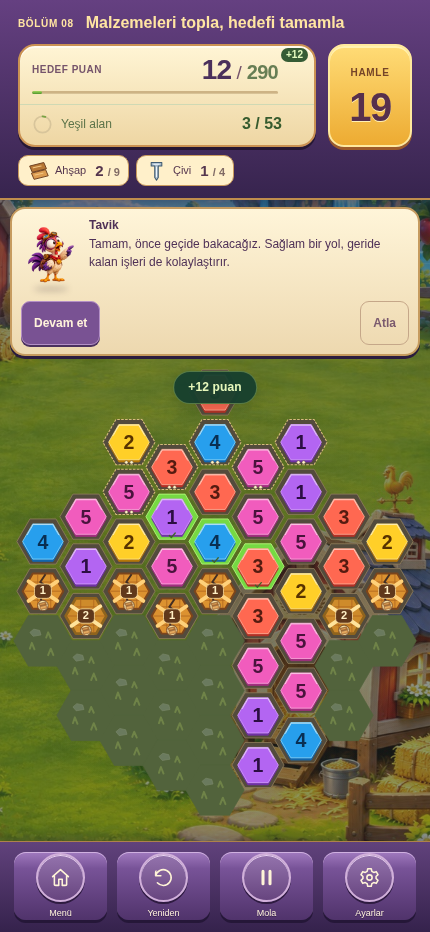 BÖLÜM 08 Malzemeleri topla, hedefi tamamla
+12
HEDEF PUAN 12 / 290
Yeşil alan 3 / 53
HAMLE
19
Ahşap 2 / 9 Çivi 1 / 4
Tavik
Tamam, önce geçide bakacağız. Sağlam bir yol, geride
kalan işleri de kolaylaştırır.
Devam et Atla
+12 puan
2 4 1
3 5
5 3 1
5 1 5 3
4 2 4 5 2
1 5 3 3
1 1 1 2 1
2 1 3 2
5
5
5
1
4
1
Menü Yeniden Mola Ayarlar